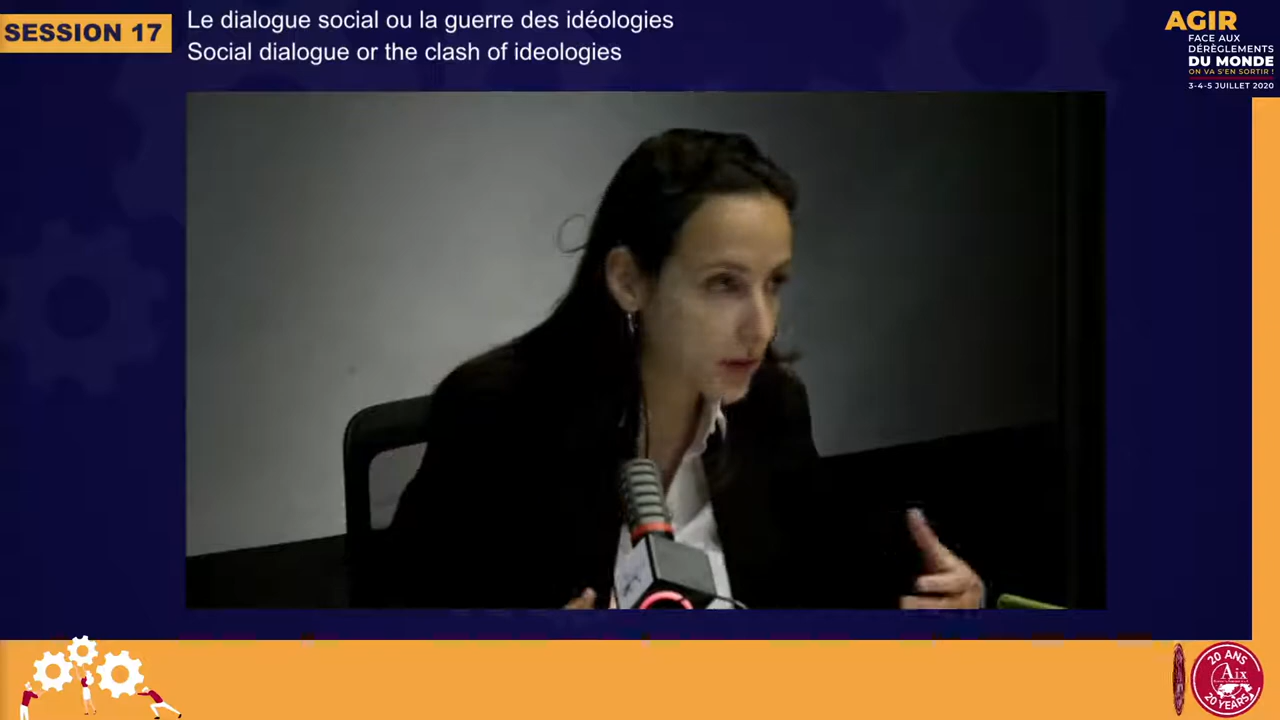 SESSION 17
Le dialogue social ou la guerre des idéologies
Social dialogue or the clash of ideologies
AGIR
FACE AUX
DÉRÈGLEMENTS
DU MONDE
ON VA S'EN SORTIR !
3-4-5 JUILLET 2020
20 ANS
Aix
20 YEARS